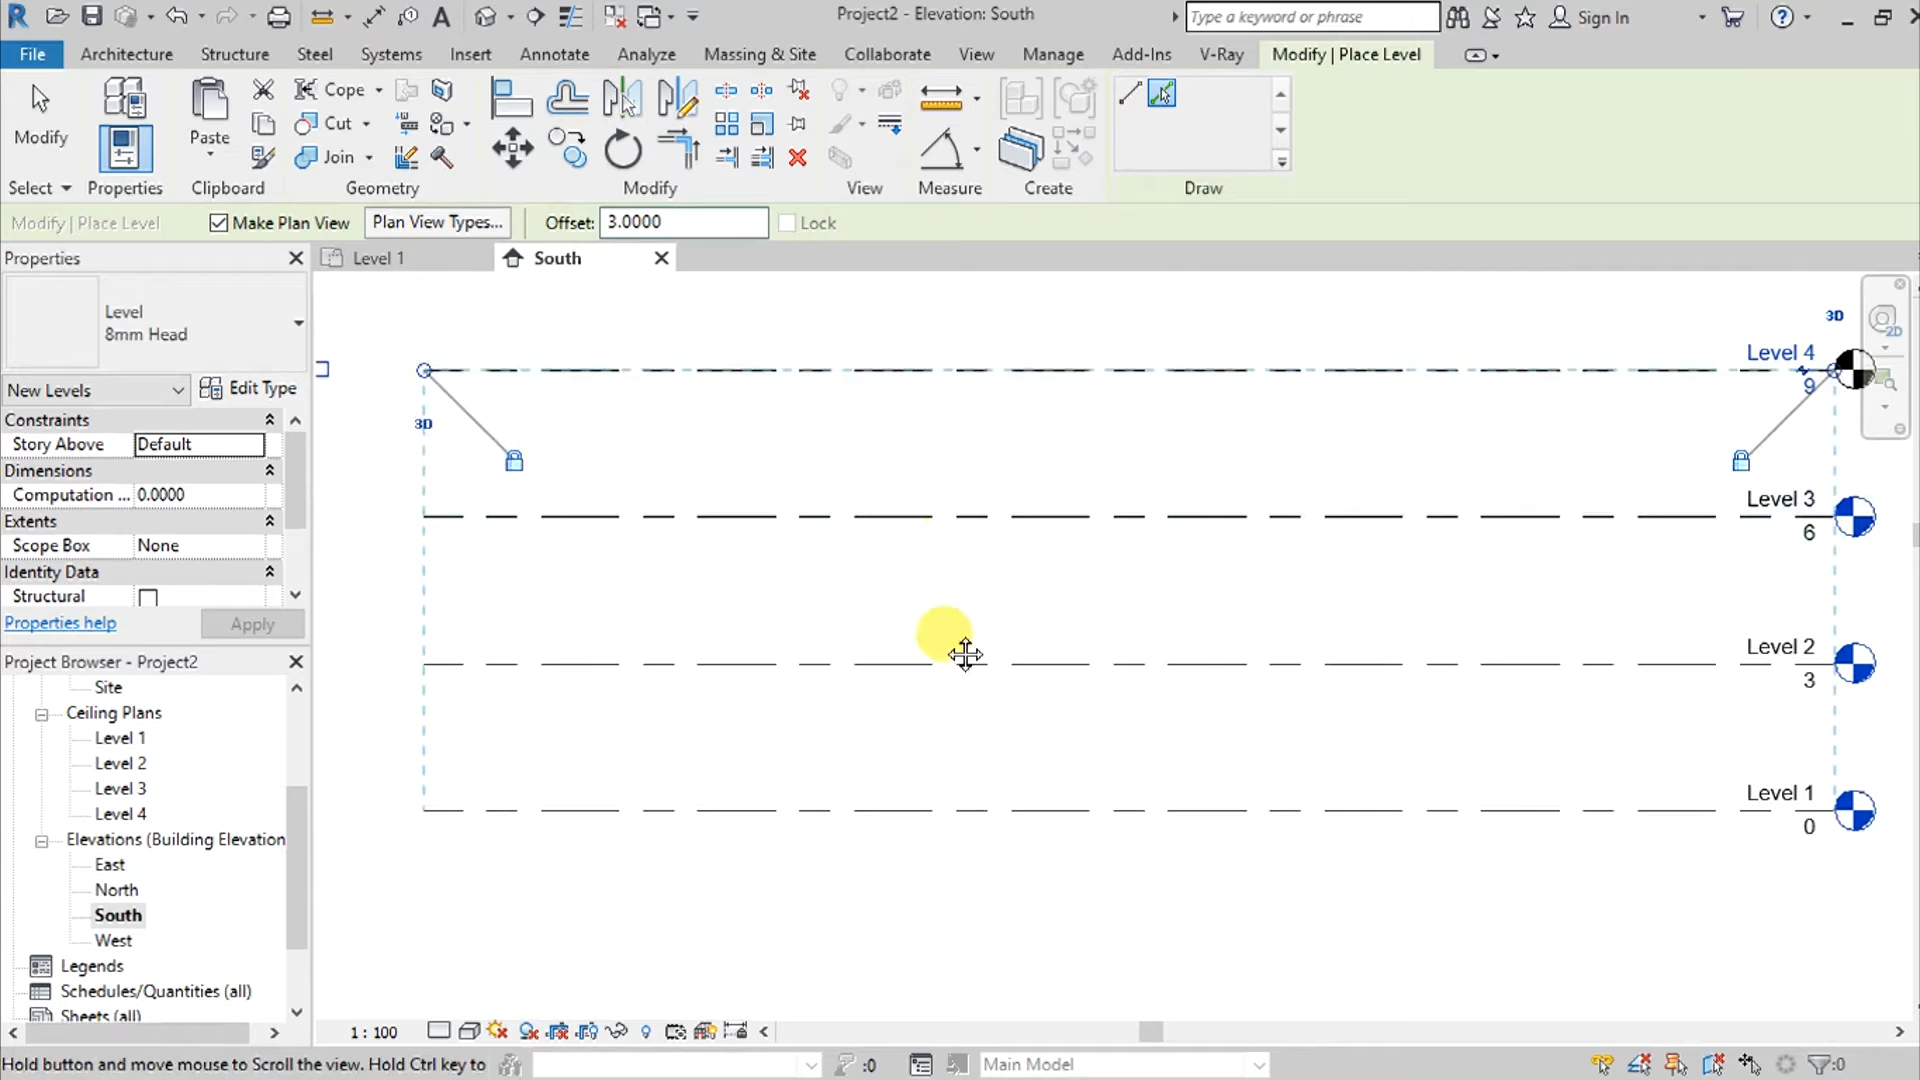 Project2 - Elevation: South
Type a keyword or phrase
Sign In
File
Architecture
Structure
Steel
Systems
Insert
Annotate
Analyze
Massing & Site
Collaborate
View
Manage
Add-Ins
V-Ray
Modify | Place Level
Modify
Paste
Cope
Cut
Join
Select
Properties
Clipboard
Geometry
Modify
View
Measure
Create
Draw
Modify | Place Level
Make Plan View
Plan View Types...
Offset: 3.0000
Lock
Properties
Level 1
South
Level
8mm Head
New Levels
Edit Type
Constraints
Story Above Default
Dimensions
Computation ... 0.0000
Extents
Scope Box None
Identity Data
Structural
Properties help
Apply
Project Browser - Project2
Site
Ceiling Plans
Level 1
Level 2
Level 3
Level 4
Elevations (Building Elevation
East
North
South
West
Legends
Schedules/Quantities (all)
Sheets (all)
3D
Level 4
9
3D
Level 3
6
Level 2
3
Level 1
0
2D
1 : 100
Hold button and move mouse to Scroll the view. Hold Ctrl key to
:0
Main Model
:0